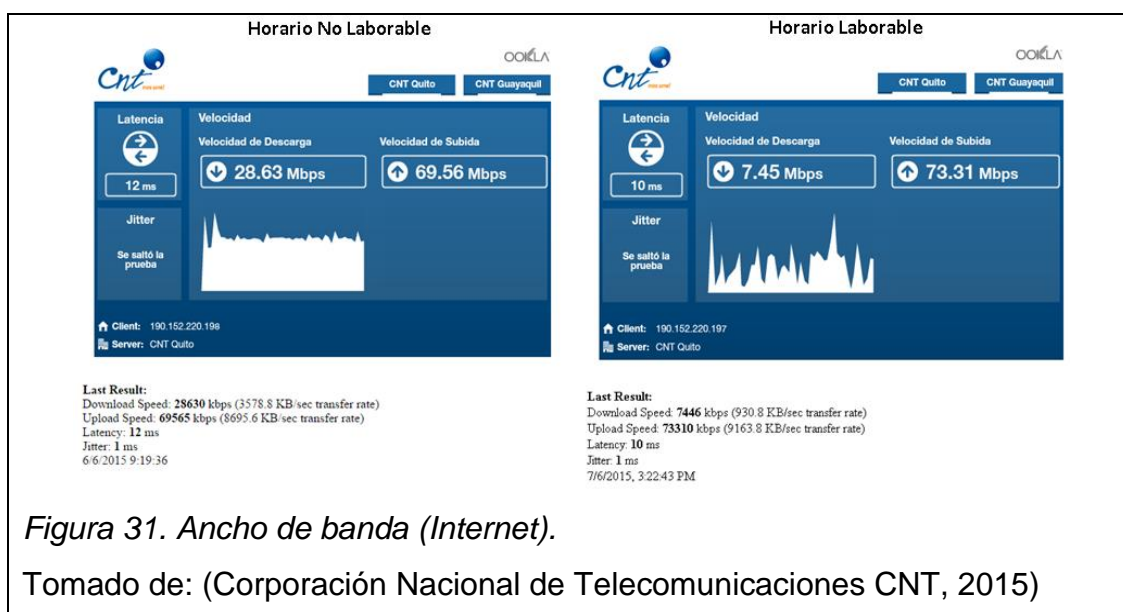 Horario No Laborable
OOKLA
Cnt
CNT Quito
CNT Guayaquil
Latencia
12 ms
Jitter
Se saltó la
prueba
Velocidad
Velocidad de Descarga
28.63 Mbps
Velocidad de Subida
69.56 Mbps
Client: 190.152.220.198
Server: CNT Quito
Last Result:
Download Speed: 28630 kbps (3578.8 KB/sec transfer rate)
Upload Speed: 69565 kbps (8695.6 KB/sec transfer rate)
Latency: 12 ms
Jitter: 1 ms
6/6/2015 9:19:36
Horario Laborable
OOKLA
Cnt
CNT Quito
CNT Guayaquil
Latencia
10 ms
Jitter
Se saltó la
prueba
Velocidad
Velocidad de Descarga
7.45 Mbps
Velocidad de Subida
73.31 Mbps
Client: 190.152.220.197
Server: CNT Quito
Last Result:
Download Speed: 7446 kbps (930.8 KB/sec transfer rate)
Upload Speed: 73310 kbps (9163.8 KB/sec transfer rate)
Latency: 10 ms
Jitter: 1 ms
7/6/2015, 3:22:43 PM
Figura 31. Ancho de banda (Internet).
Tomado de: (Corporación Nacional de Telecomunicaciones CNT, 2015)